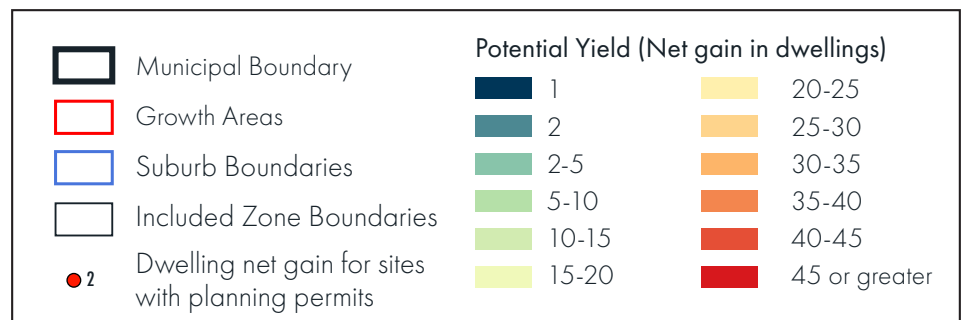 Municipal Boundary
Growth Areas
Suburb Boundaries
Included Zone Boundaries
2
Dwelling net gain for sites
with planning permits
Potential Yield (Net gain in dwellings)
1
2
2-5
5-10
10-15
15-20
20-25
25-30
30-35
35-40
40-45
45 or greater